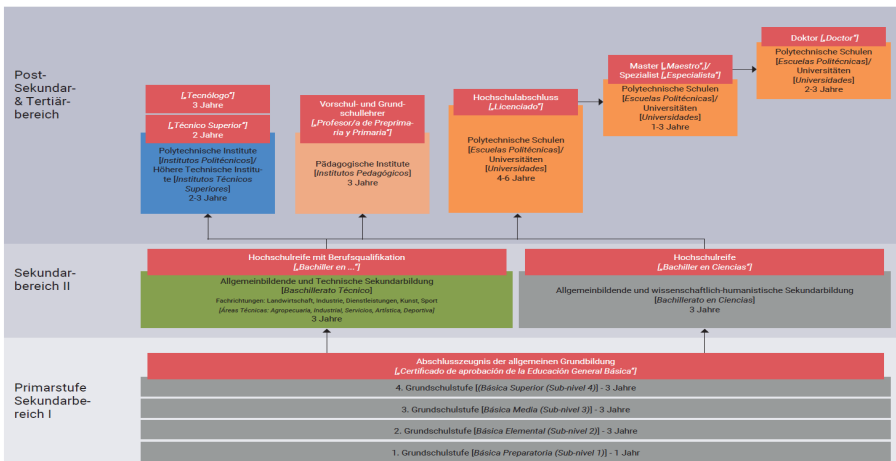 Post-
Sekundar-
& Tertiär-
bereich
[„Tecnólogo"]
3 Jahre
[„Técnico Superior"]
2 Jahre
Polytechnische Institute
[Institutos Politécnicos]/
Höhere Technische Institu-
te [Institutos Técnicos
Superiores]
2-3 Jahre
Vorschul- und Grund-
schullehrer
[„Profesor/a de Preprima-
ria y Primaria"]
Pädagogische Institute
[Institutos Pedagógicos]
3 Jahre
Hochschulabschluss
[„Licenciado"]
Polytechnische Schulen
[Escuelas Politécnicas]/
Universitäten
[Universidades]
4-6 Jahre
Master [„Maestro",]/
Spezialist [„Especialista"]
Polytechnische Schulen
[Escuelas Politécnicas]/
Universitäten
[Universidades]
1-3 Jahre
Doktor [„Doctor"]
Polytechnische Schulen
[Escuelas Politécnicas]/
Universitäten
[Universidades]
2-3 Jahre
Sekundar-
bereich II
Hochschulreife mit Berufsqualifikation
[„Bachiller en ..."]
Allgemeinbildende und Technische Sekundarbildung
[Baschillerato Técnico]
Fachrichtungen: Landwirtschaft, Industrie, Dienstleistungen, Kunst, Sport
[Áreas Técnicas: Agropecuaria, Industrial, Servicios, Artística, Deportiva]
3 Jahre
Hochschulreife
[„Bachiller en Ciencias"]
Allgemeinbildende und wissenschaftlich-humanistische Sekundarbildung
[Bachillerato en Ciencias]
3 Jahre
Primarstufe
Sekundarbe-
reich I
Abschlusszeugnis der allgemeinen Grundbildung
[„Certificado de aprobación de la Educación General Básica"]
4. Grundschulstufe [(Básica Superior (Sub-nivel 4)] - 3 Jahre
3. Grundschulstufe [Básica Media (Sub-nivel 3)] - 3 Jahre
2. Grundschulstufe [Básica Elemental (Sub-nivel 2)] - 3 Jahre
1. Grundschulstufe [Básica Preparatoria (Sub-nivel 1)] - 1 Jahr